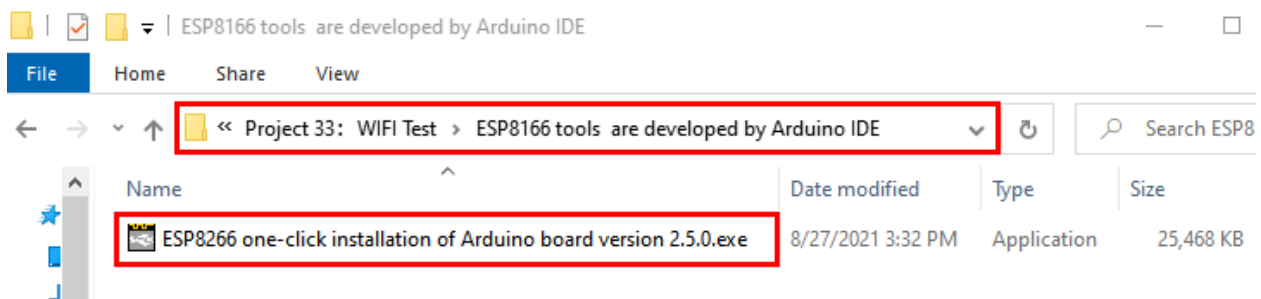 ESP8166 tools  are developed by Arduino IDE
File Home Share View
« Project 33: WIFI Test > ESP8166 tools  are developed by Arduino IDE Search ESP8
Name Date modified Type Size
ESP8266 one-click installation of Arduino board version 2.5.0.exe 8/27/2021 3:32 PM Application 25,468 KB